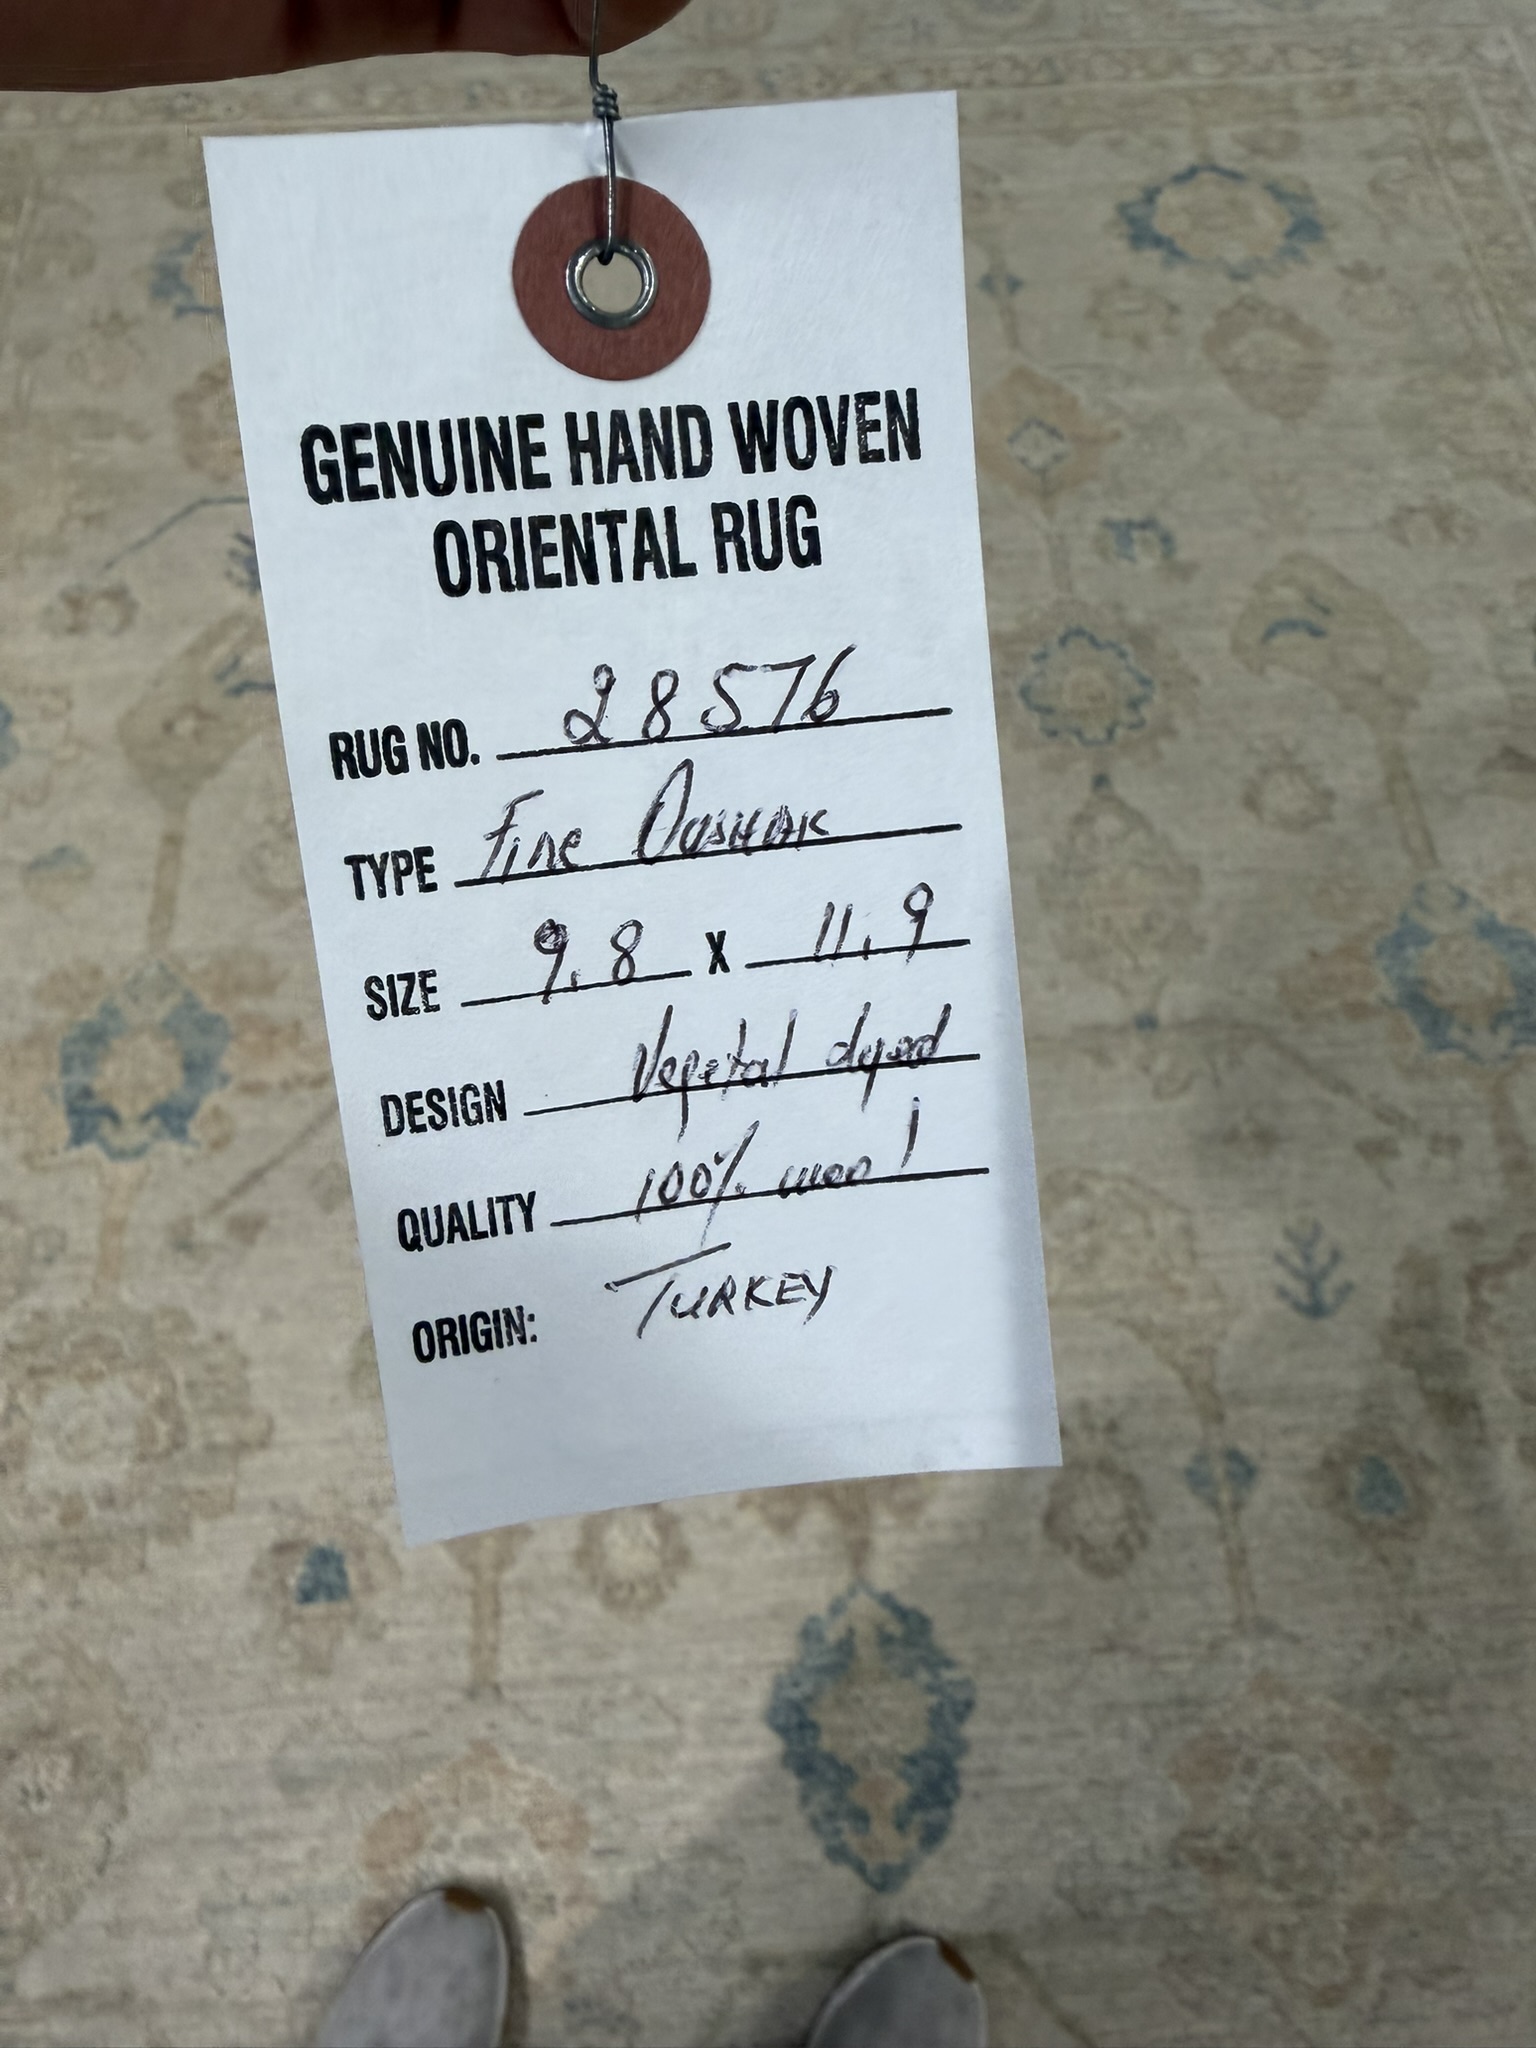 GENUINE HAND WOVEN
ORIENTAL RUG
RUG NO. 28576
TYPE Fine OUSHAK
SIZE 9.8 X 11.9
DESIGN Vegetal dyed
QUALITY 100% wool
ORIGIN: TURKEY